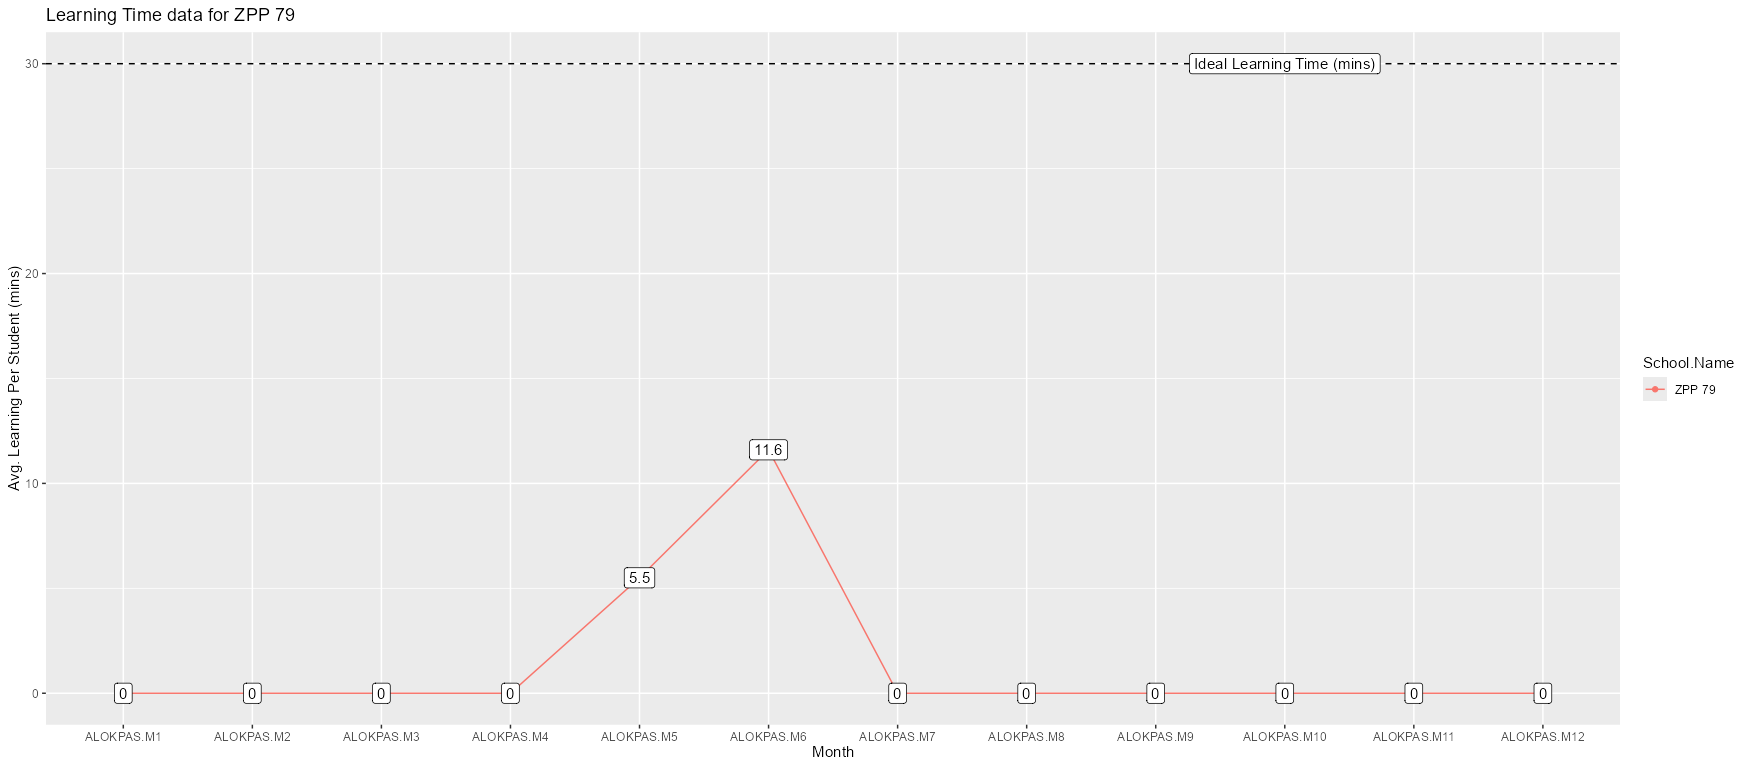 Learning Time data for ZPP 79
Avg. Learning Per Student (mins)
30
20
10
0
Ideal Learning Time (mins)
0
0
0
0
5.5
11.6
0
0
0
0
0
0
ALOKPAS.M1
ALOKPAS.M2
ALOKPAS.M3
ALOKPAS.M4
ALOKPAS.M5
ALOKPAS.M6
ALOKPAS.M7
ALOKPAS.M8
ALOKPAS.M9
ALOKPAS.M10
ALOKPAS.M11
ALOKPAS.M12
Month
School.Name
ZPP 79